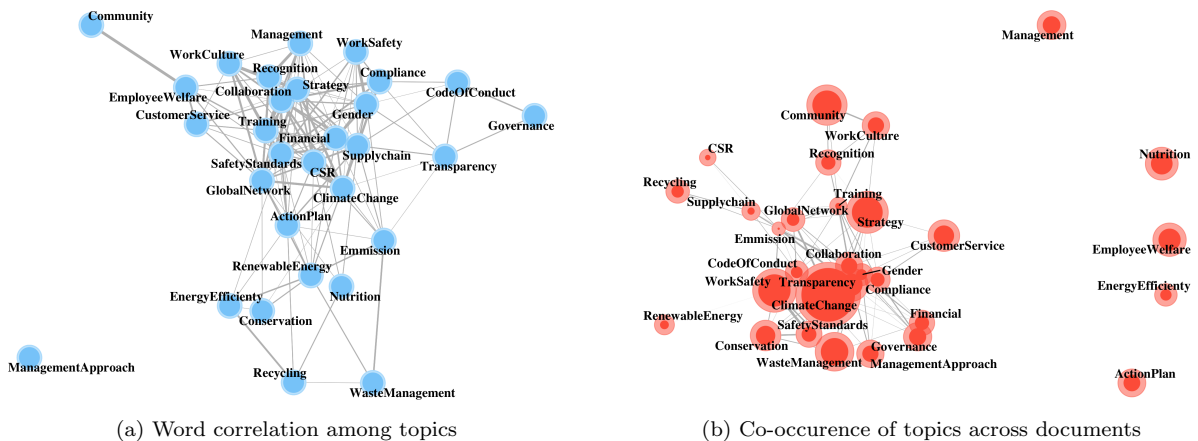 Community
Management
WorkSafety
WorkCulture
Recognition
Compliance
Strategy
CodeOfConduct
EmployeeWelfare
Collaboration
CustomerService
Gender
Governance
Training
Financial
Supplychain
SafetyStandards
Transparency
CSR
GlobalNetwork
ClimateChange
ActionPlan
Emmission
RenewableEnergy
EnergyEfficienty
Nutrition
Conservation
ManagementApproach
Recycling
WasteManagement
(a) Word correlation among topics
Management
Community
WorkCulture
CSR
Recognition
Nutrition
Recycling
Training
Supplychain
GlobalNetwork
Strategy
Emmission
CustomerService
EmployeeWelfare
Collaboration
CodeOfConduct
Gender
WorkSafety
Transparency
Compliance
EnergyEfficienty
ClimateChange
RenewableEnergy
Financial
SafetyStandards
Conservation
Governance
WasteManagement
ManagementApproach
ActionPlan
(b) Co-occurence of topics across documents